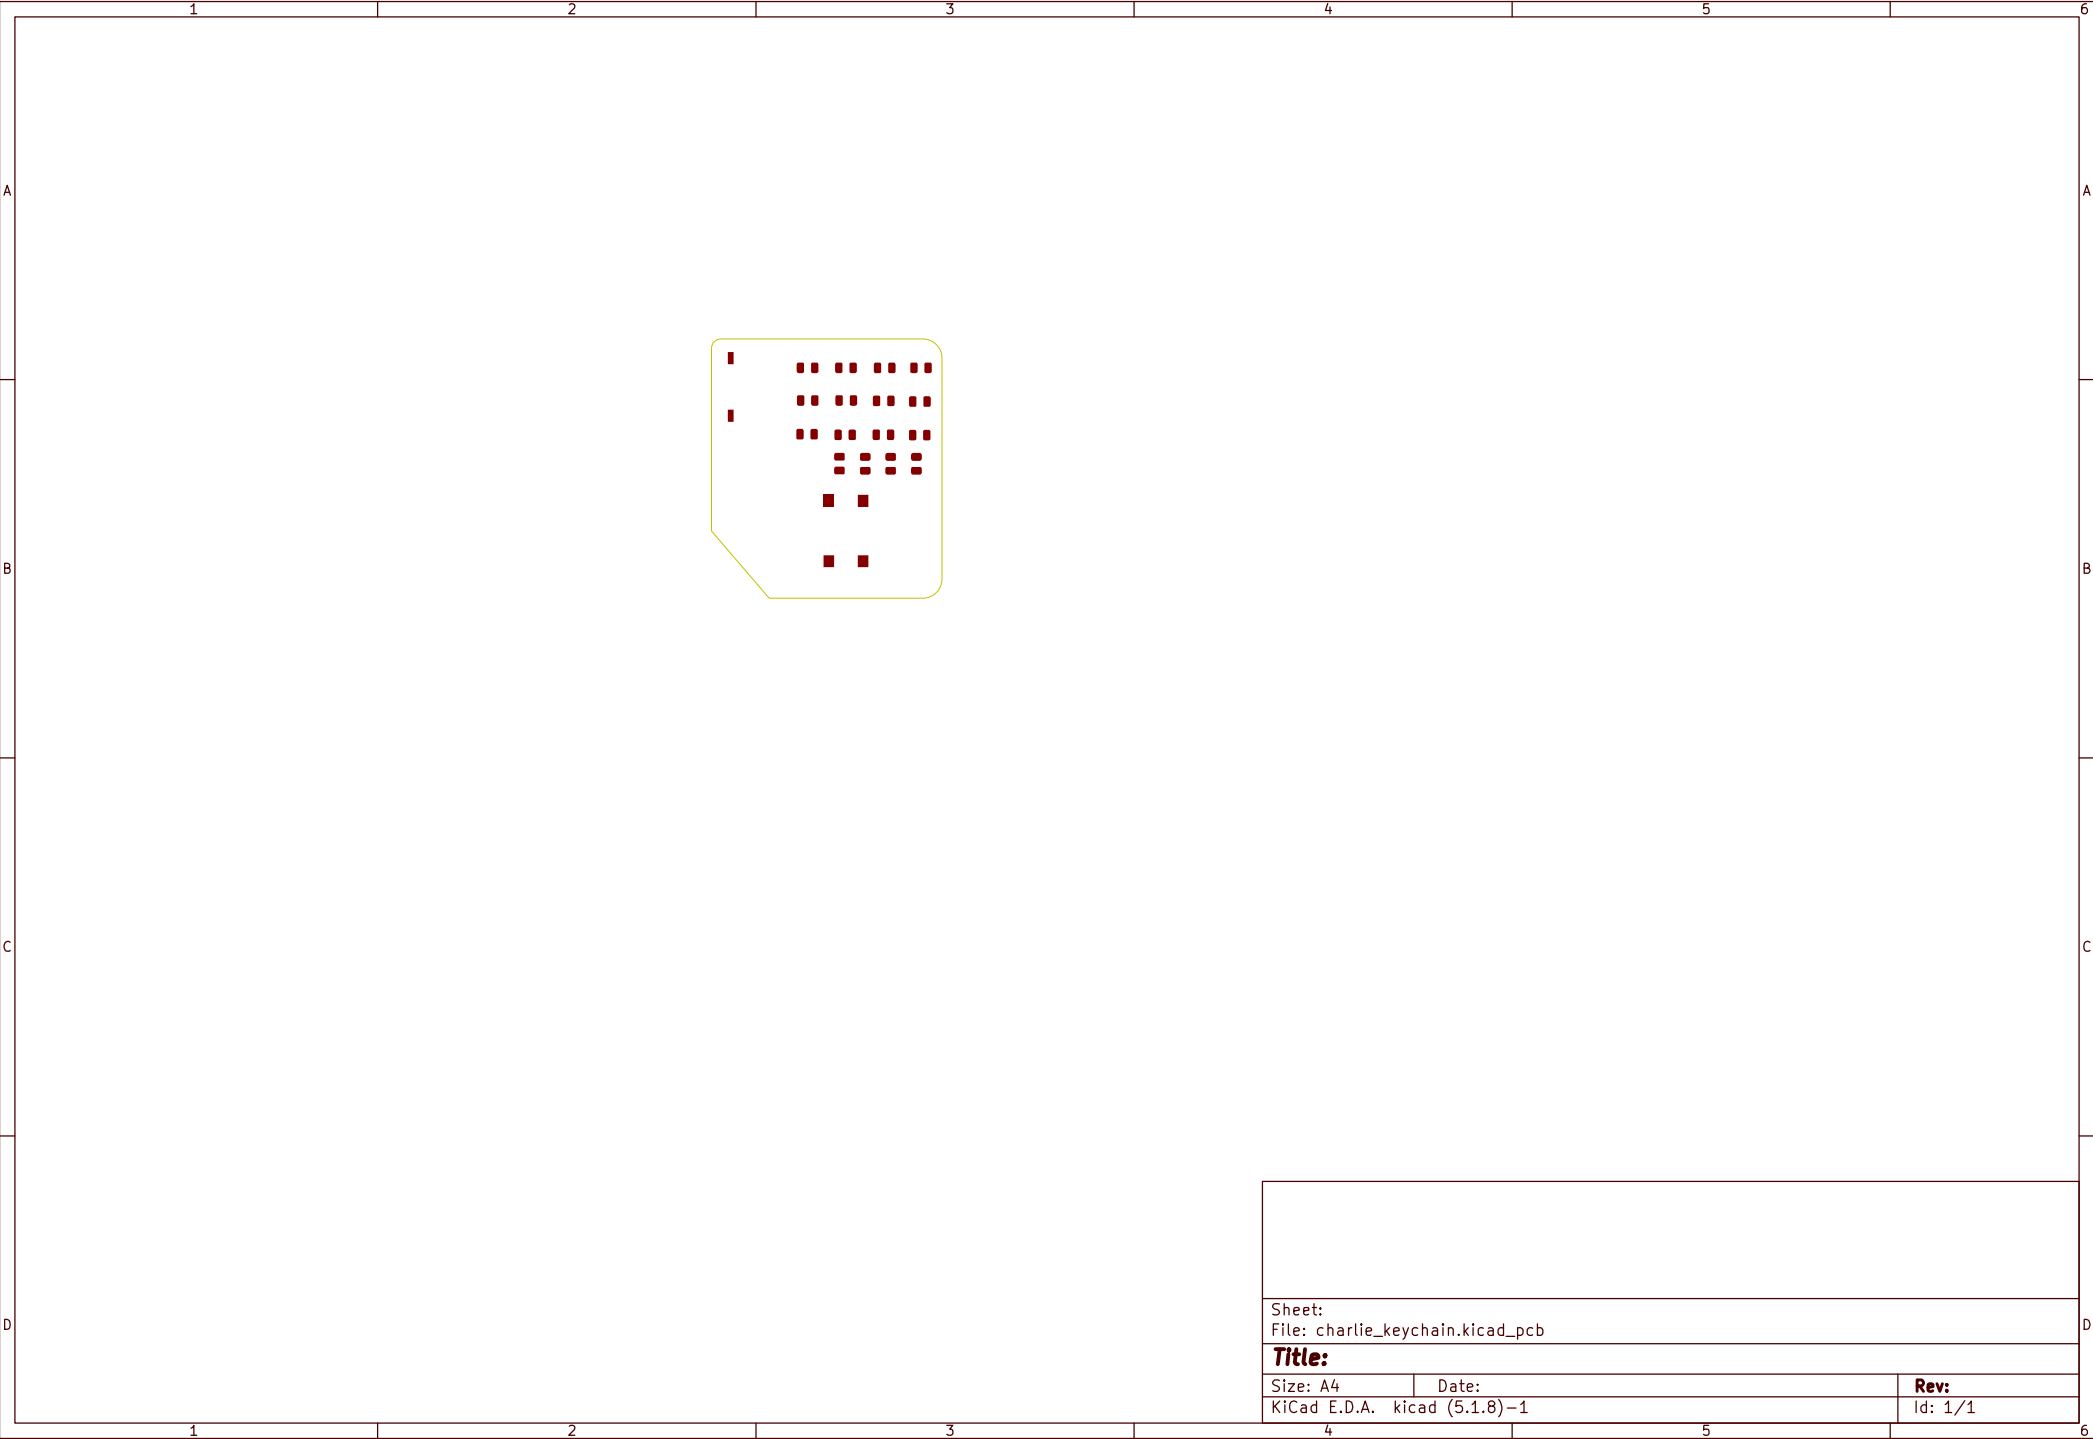 1 2 3 4 5 6
A A
B B
C C
D D
Sheet:
File: charlie_keychain.kicad_pcb
Title:
Size: A4 Date: Rev:
KiCad E.D.A. kicad (5.1.8)-1 Id: 1/1
1 2 3 4 5 6